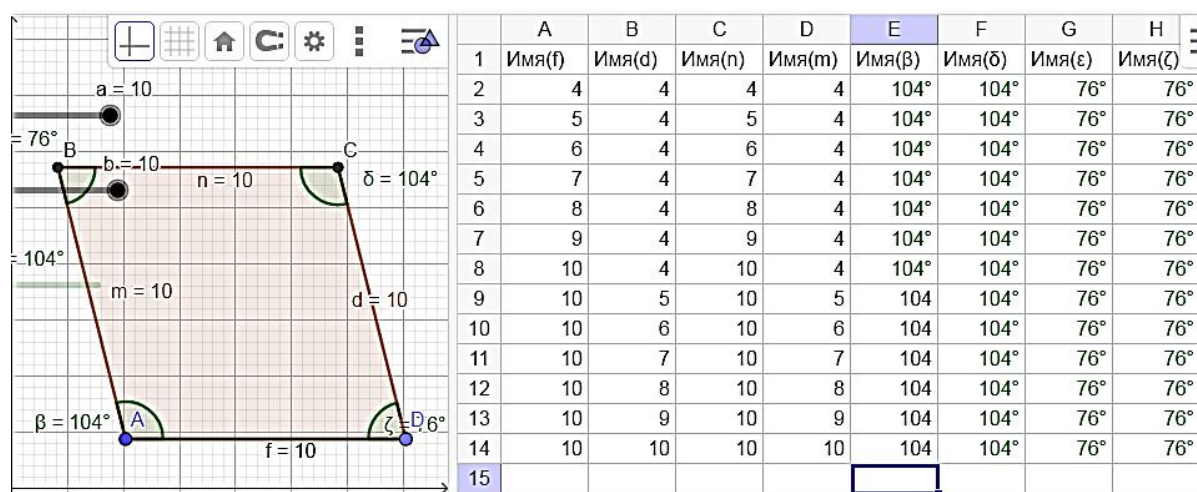 a = 10
= 76°
B
b = 10
C
n = 10
δ = 104°
= 104°
m = 10
d = 10
β = 104°
A
ζ = 76°
D
f = 10
A B C D E F G H
1 Имя(f) Имя(d) Имя(n) Имя(m) Имя(β) Имя(δ) Имя(ε) Имя(ζ)
2 4 4 4 4 104° 104° 76° 76°
3 5 4 5 4 104° 104° 76° 76°
4 6 4 6 4 104° 104° 76° 76°
5 7 4 7 4 104° 104° 76° 76°
6 8 4 8 4 104° 104° 76° 76°
7 9 4 9 4 104° 104° 76° 76°
8 10 4 10 4 104° 104° 76° 76°
9 10 5 10 5 104 104° 76° 76°
10 10 6 10 6 104 104° 76° 76°
11 10 7 10 7 104 104° 76° 76°
12 10 8 10 8 104 104° 76° 76°
13 10 9 10 9 104 104° 76° 76°
14 10 10 10 10 104 104° 76° 76°
15